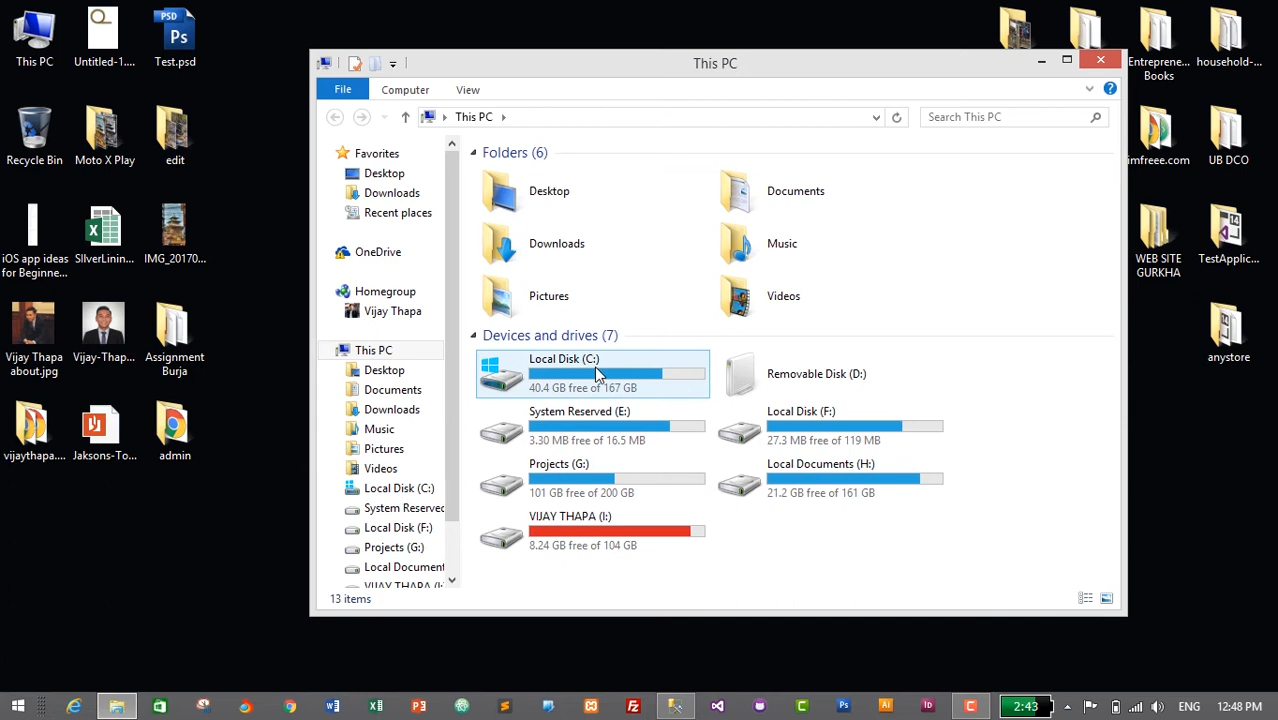 This PC
Untitled-1....
PSD
Ps
Test.psd
Recycle Bin
Moto X Play
edit
iOS app ideas
for Beginne...
SIlverLinin...
IMG_20170...
Vijay Thapa
about.jpg
Vijay-Thap...
Assignment
Burja
vijaythapa....
Jaksons-To...
admin
Entreprene...
Books
household-...
imfreee.com
UB DCO
WEB SITE
GURKHA
TestApplic...
anystore
This PC
File
Computer
View
This PC
Search This PC
Favorites
Desktop
Downloads
Recent places
OneDrive
Homegroup
Vijay Thapa
This PC
Desktop
Documents
Downloads
Music
Pictures
Videos
Local Disk (C:)
System Reserved
Local Disk (F:)
Projects (G:)
Local Document
VIJAY THAPA (I:
Folders (6)
Desktop
Documents
Downloads
Music
Pictures
Videos
Devices and drives (7)
Local Disk (C:)
40.4 GB free of 167 GB
Removable Disk (D:)
System Reserved (E:)
3.30 MB free of 16.5 MB
Local Disk (F:)
27.3 MB free of 119 MB
Projects (G:)
101 GB free of 200 GB
Local Documents (H:)
21.2 GB free of 161 GB
VIJAY THAPA (I:)
8.24 GB free of 104 GB
13 items
2:43
ENG
12:48 PM